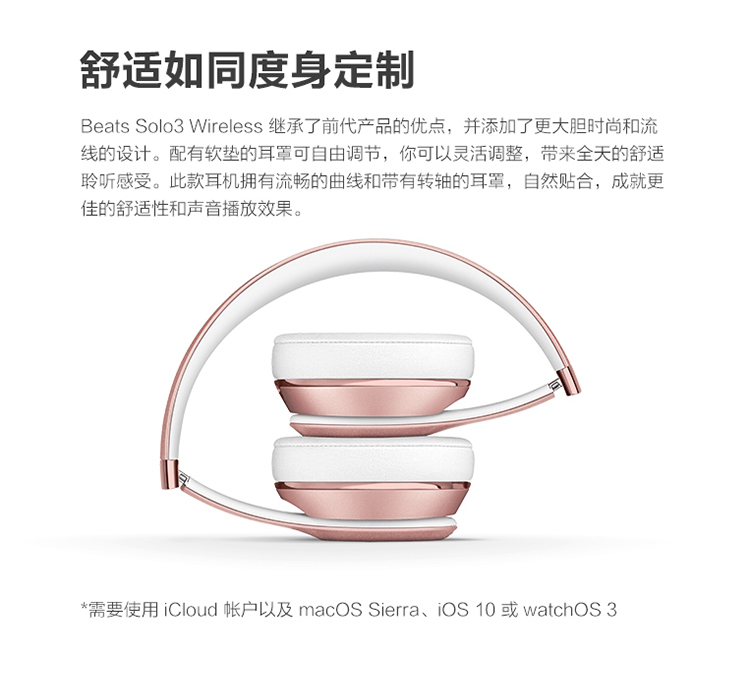 舒适如同度身定制
Beats Solo3 Wireless 继承了前代产品的优点，并添加了更大胆时尚和流
线的设计。配有软垫的耳罩可自由调节，你可以灵活调整，带来全天的舒适
聆听感受。此款耳机拥有流畅的曲线和带有转轴的耳罩，自然贴合，成就更
佳的舒适性和声音播放效果。
*需要使用 iCloud 帐户以及 macOS Sierra、iOS 10 或 watchOS 3